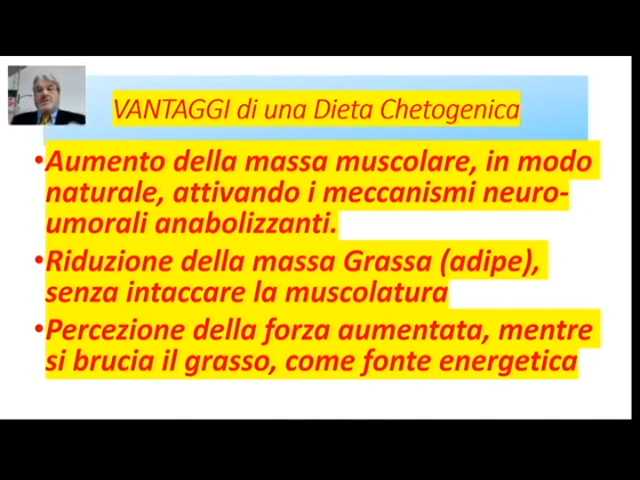 VANTAGGI di una Dieta Chetogenica
•Aumento della massa muscolare, in modo
naturale, attivando i meccanismi neuro-
umorali anabolizzanti.
•Riduzione della massa Grassa (adipe),
senza intaccare la muscolatura
•Percezione della forza aumentata, mentre
si brucia il grasso, come fonte energetica